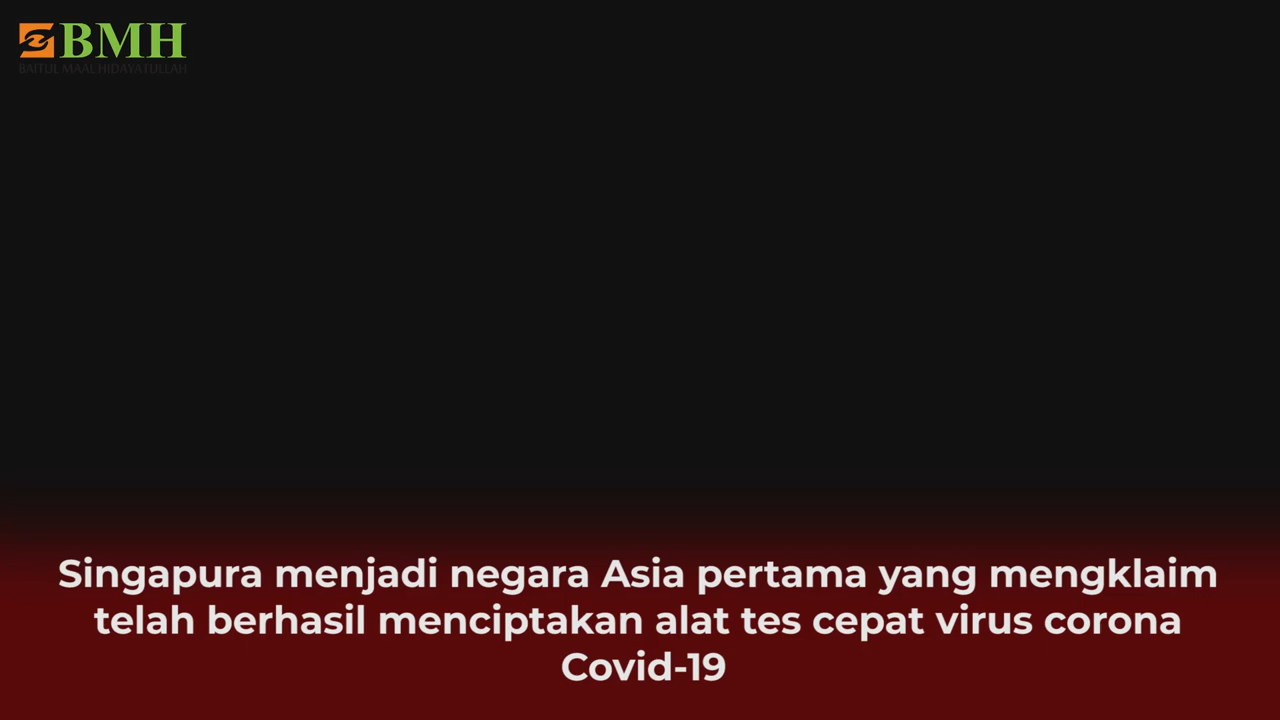 BMH
BAITUL MAAL HIDAYATULLAH
Singapura menjadi negara Asia pertama yang mengklaim
telah berhasil menciptakan alat tes cepat virus corona
Covid-19